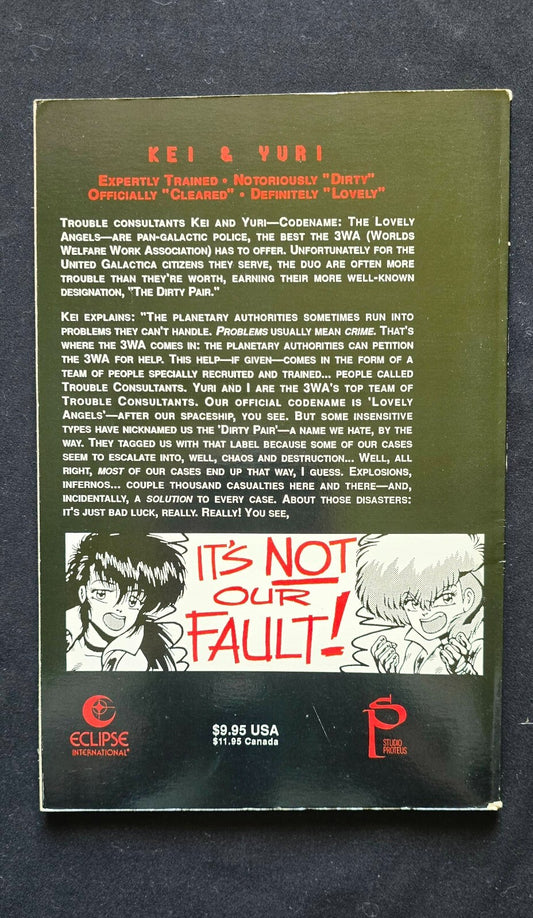 KEI & YURI
EXPERTLY TRAINED • NOTORIOUSLY "DIRTY"
OFFICIALLY "CLEARED" • DEFINITELY "LOVELY"
TROUBLE CONSULTANTS KEI AND YURI—CODENAME: THE LOVELY
ANGELS—ARE PAN-GALACTIC POLICE, THE BEST THE 3WA (WORLDS
WELFARE WORK ASSOCIATION) HAS TO OFFER. UNFORTUNATELY FOR THE
UNITED GALACTICA CITIZENS THEY SERVE, THE DUO ARE OFTEN MORE
TROUBLE THAN THEY'RE WORTH, EARNING THEIR MORE WELL-KNOWN
DESIGNATION, "THE DIRTY PAIR."
KEI EXPLAINS: "THE PLANETARY AUTHORITIES SOMETIMES RUN INTO
PROBLEMS THEY CAN'T HANDLE. PROBLEMS USUALLY MEAN CRIME. THAT'S
WHERE THE 3WA COMES IN: THE PLANETARY AUTHORITIES CAN PETITION
THE 3WA FOR HELP. THIS HELP—IF GIVEN—COMES IN THE FORM OF A
TEAM OF PEOPLE SPECIALLY RECRUITED AND TRAINED... PEOPLE CALLED
TROUBLE CONSULTANTS. YURI AND I ARE THE 3WA'S TOP TEAM OF
TROUBLE CONSULTANTS. OUR OFFICIAL CODENAME IS 'LOVELY
ANGELS'—AFTER OUR SPACESHIP, YOU SEE. BUT SOME INSENSITIVE
TYPES HAVE NICKNAMED US THE 'DIRTY PAIR'—A NAME WE HATE, BY THE
WAY. THEY TAGGED US WITH THAT LABEL BECAUSE SOME OF OUR CASES
SEEM TO ESCALATE INTO, WELL, CHAOS AND DESTRUCTION... WELL, ALL
RIGHT, MOST OF OUR CASES END UP THAT WAY, I GUESS. EXPLOSIONS,
INFERNOS... COUPLE THOUSAND CASUALTIES HERE AND THERE—AND,
INCIDENTALLY, A SOLUTION TO EVERY CASE. ABOUT THOSE DISASTERS:
IT'S JUST BAD LUCK, REALLY. REALLY! YOU SEE,
IT'S NOT
OUR
FAULT!
ECLIPSE
INTERNATIONAL
$9.95 USA
$11.95 Canada
SP
STUDIO
PROTEUS